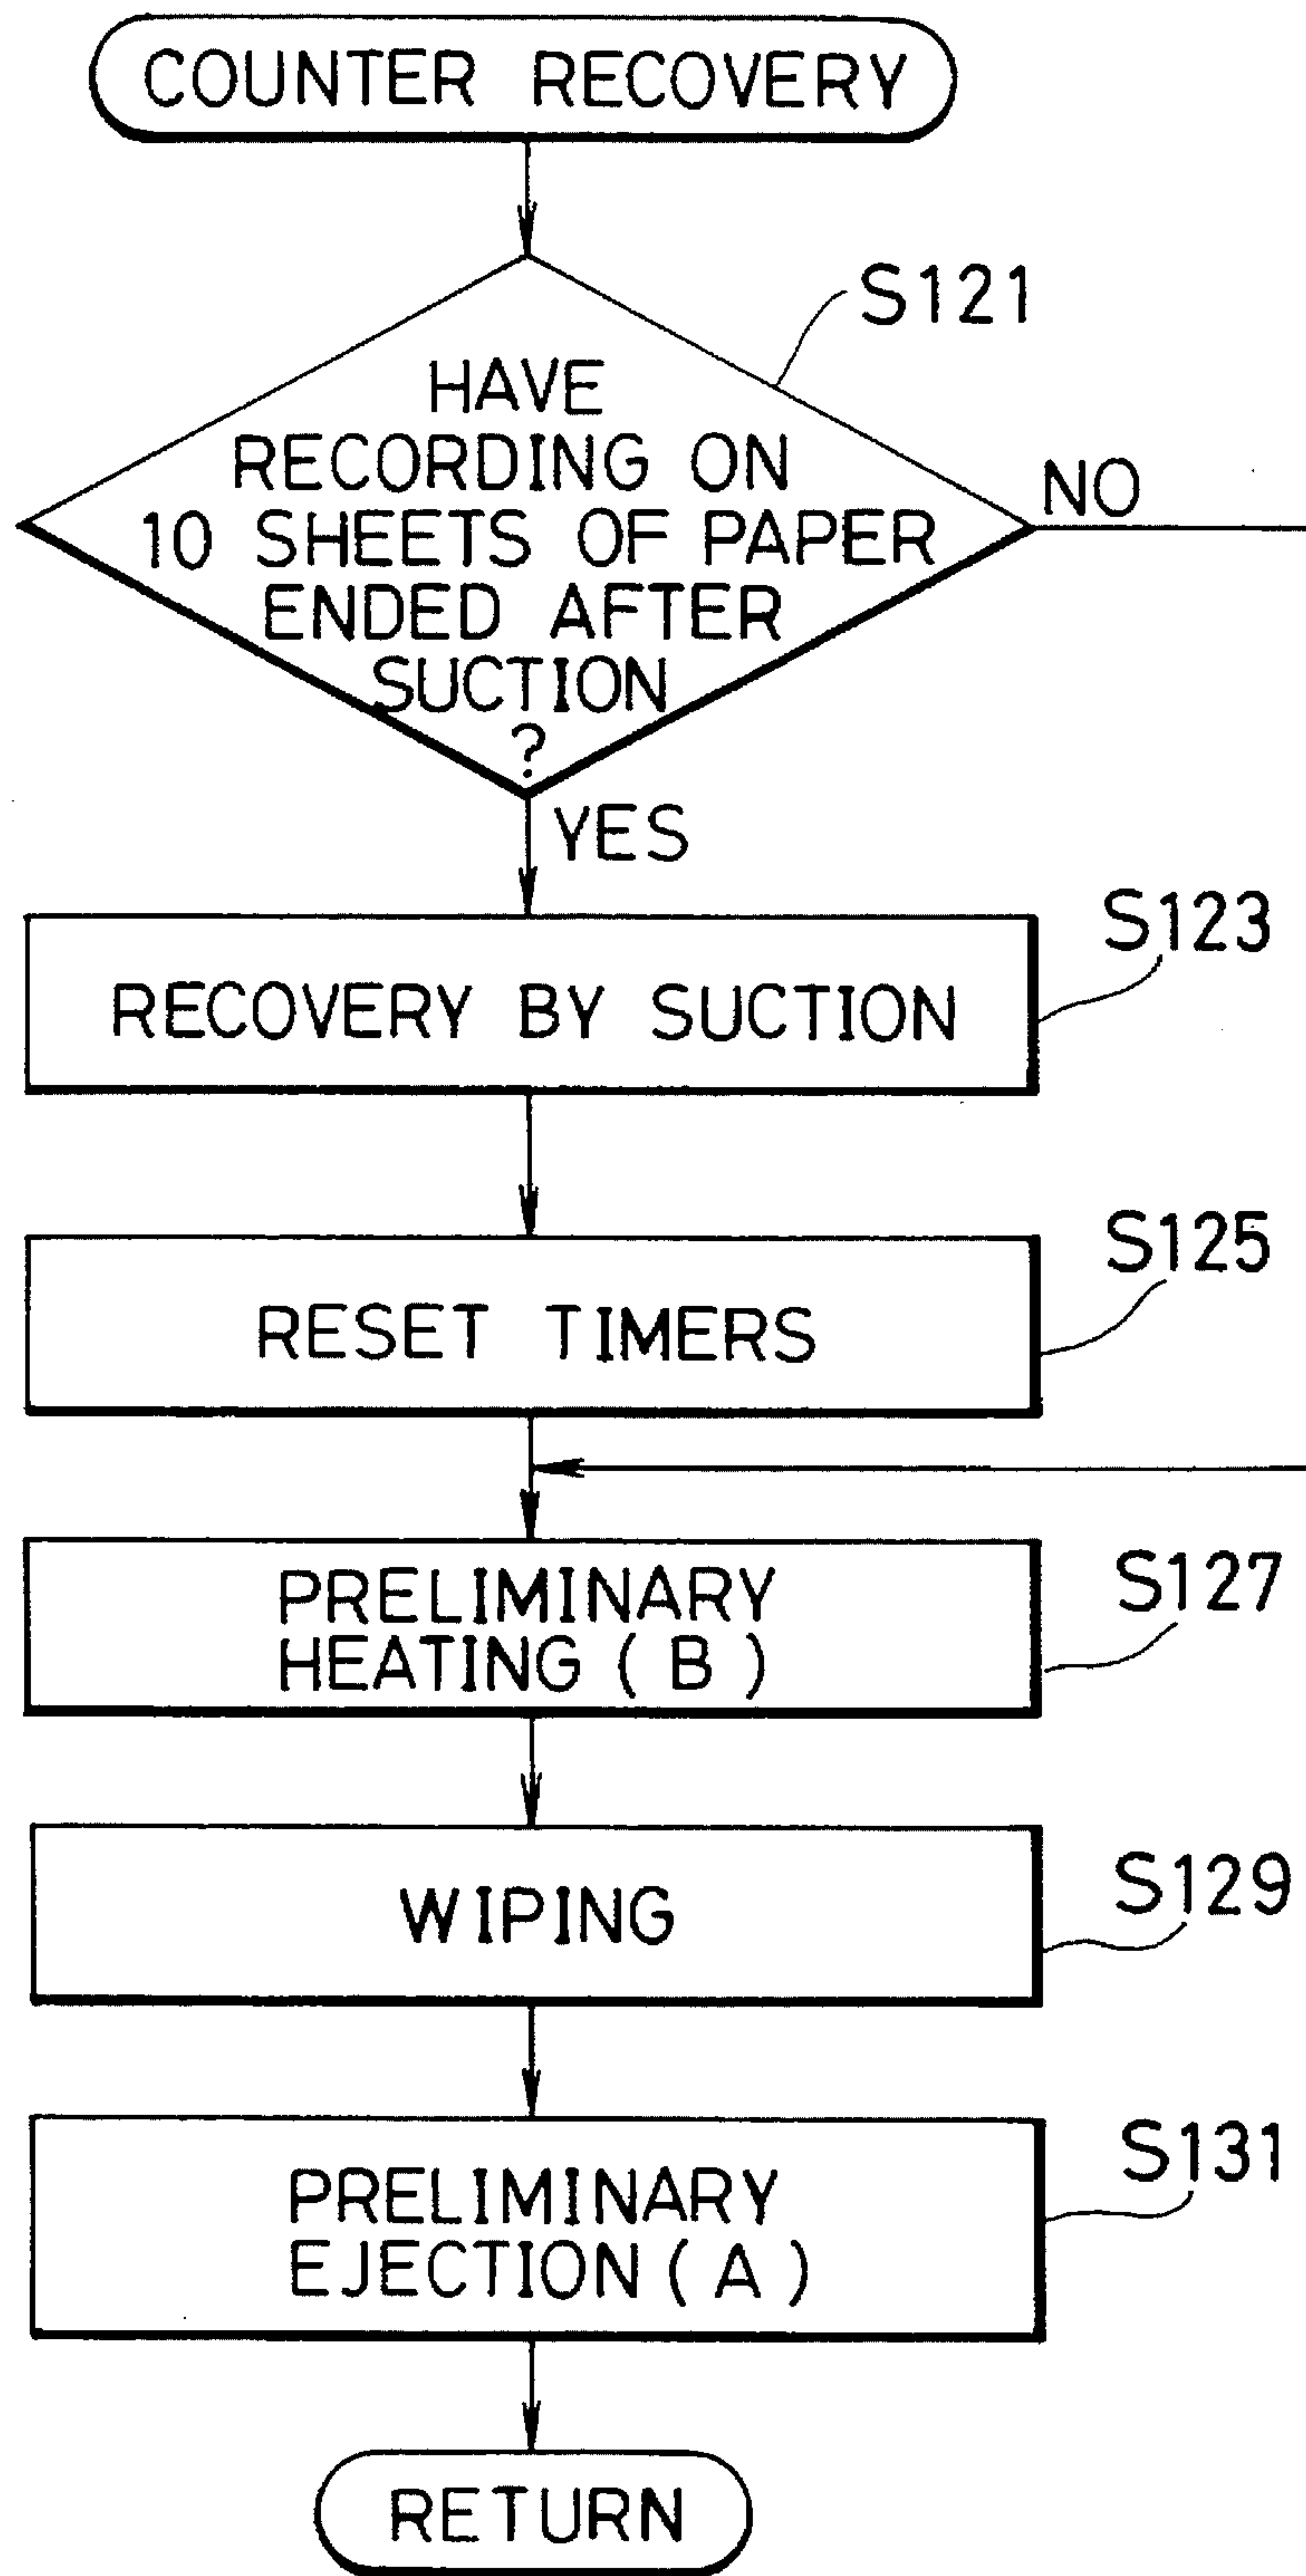 COUNTER RECOVERY
S121
HAVE
RECORDING ON
10 SHEETS OF PAPER
ENDED AFTER
SUCTION
?
NO
YES
S123
RECOVERY BY SUCTION
S125
RESET TIMERS
S127
PRELIMINARY
HEATING (B)
S129
WIPING
S131
PRELIMINARY
EJECTION (A)
RETURN